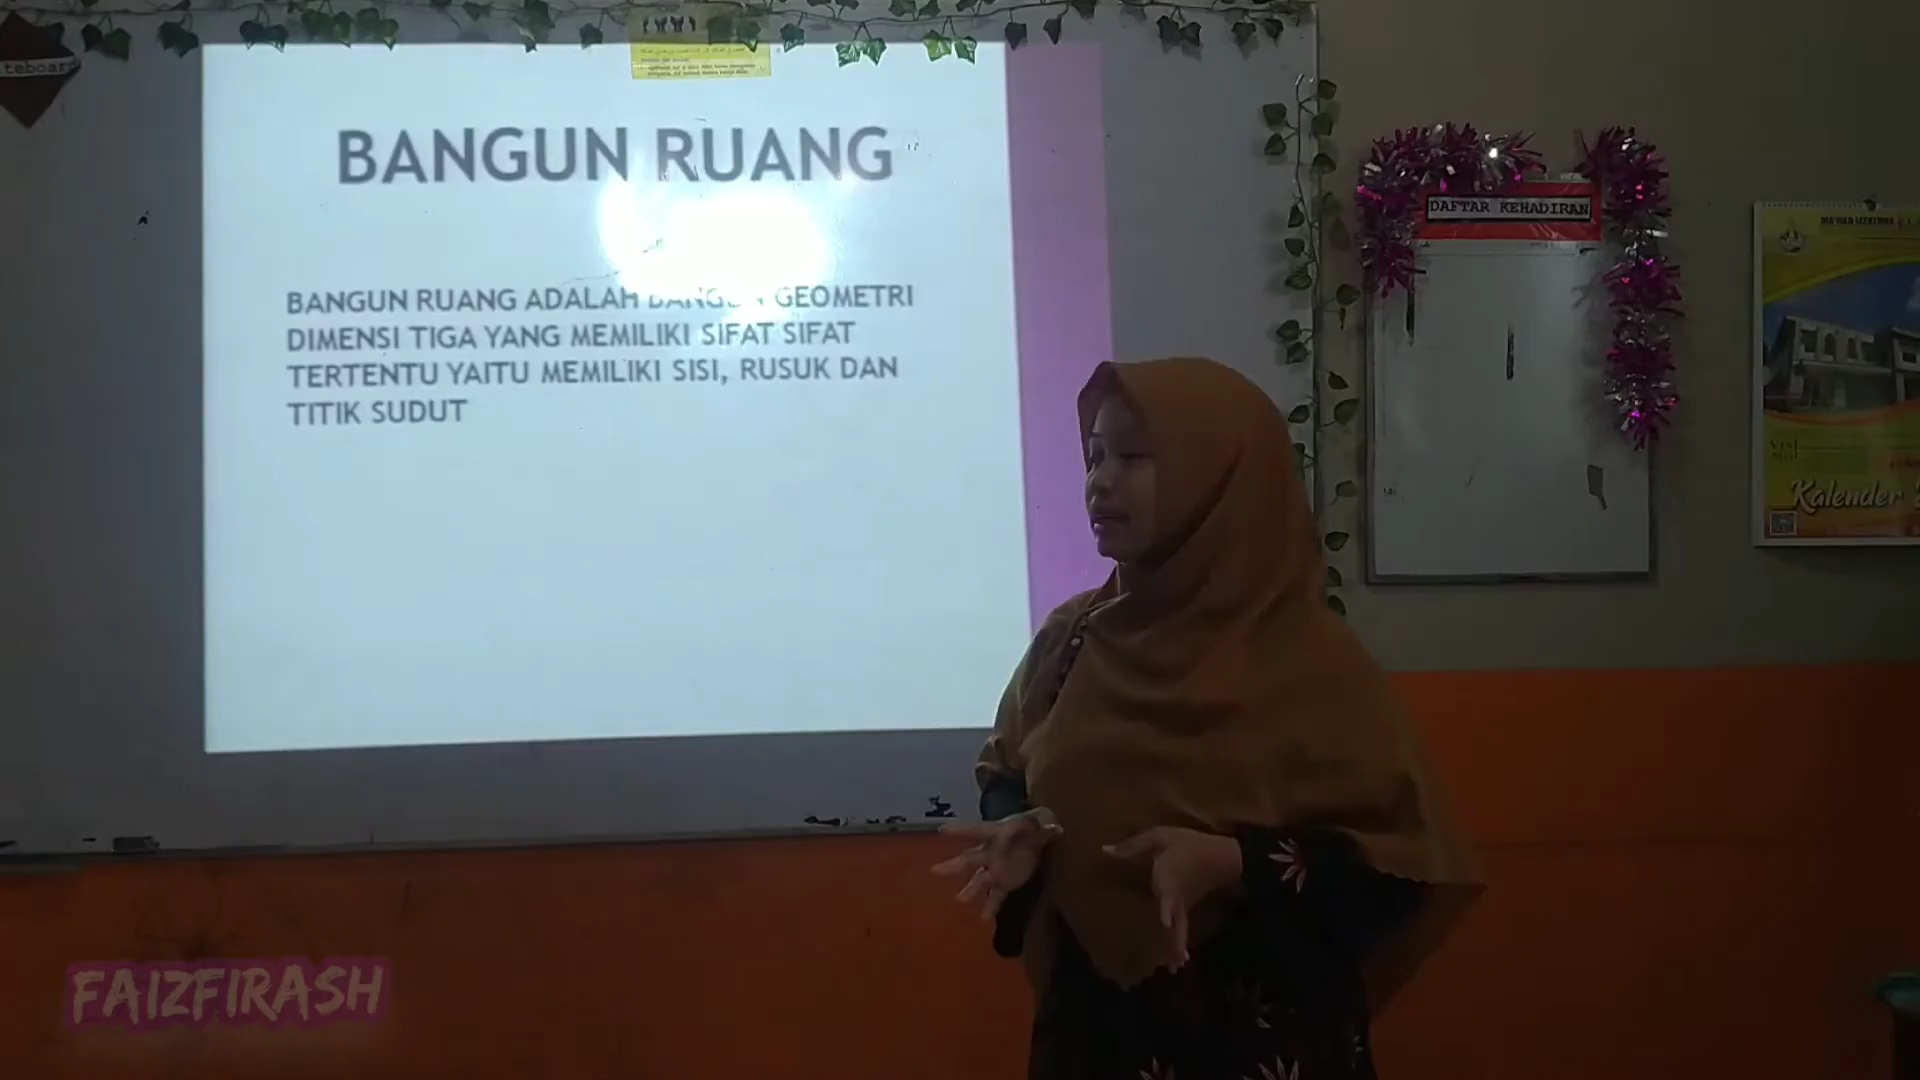 BANGUN RUANG
BANGUN RUANG ADALAH BANGUN GEOMETRI
DIMENSI TIGA YANG MEMILIKI SIFAT SIFAT
TERTENTU YAITU MEMILIKI SISI, RUSUK DAN
TITIK SUDUT
DAFTAR KEHADIRAN
Kalender
FAIZFIRASH